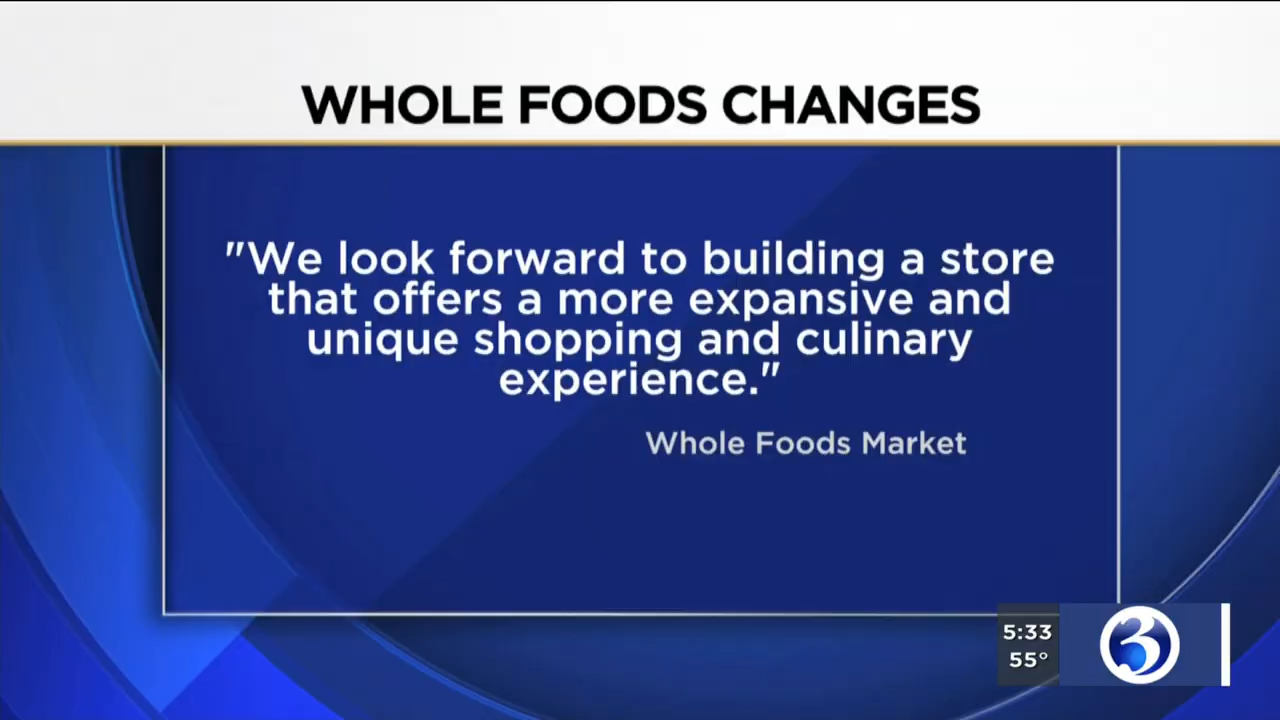 WHOLE FOODS CHANGES
"We look forward to building a store
that offers a more expansive and
unique shopping and culinary
experience."
Whole Foods Market
5:33
55°
3